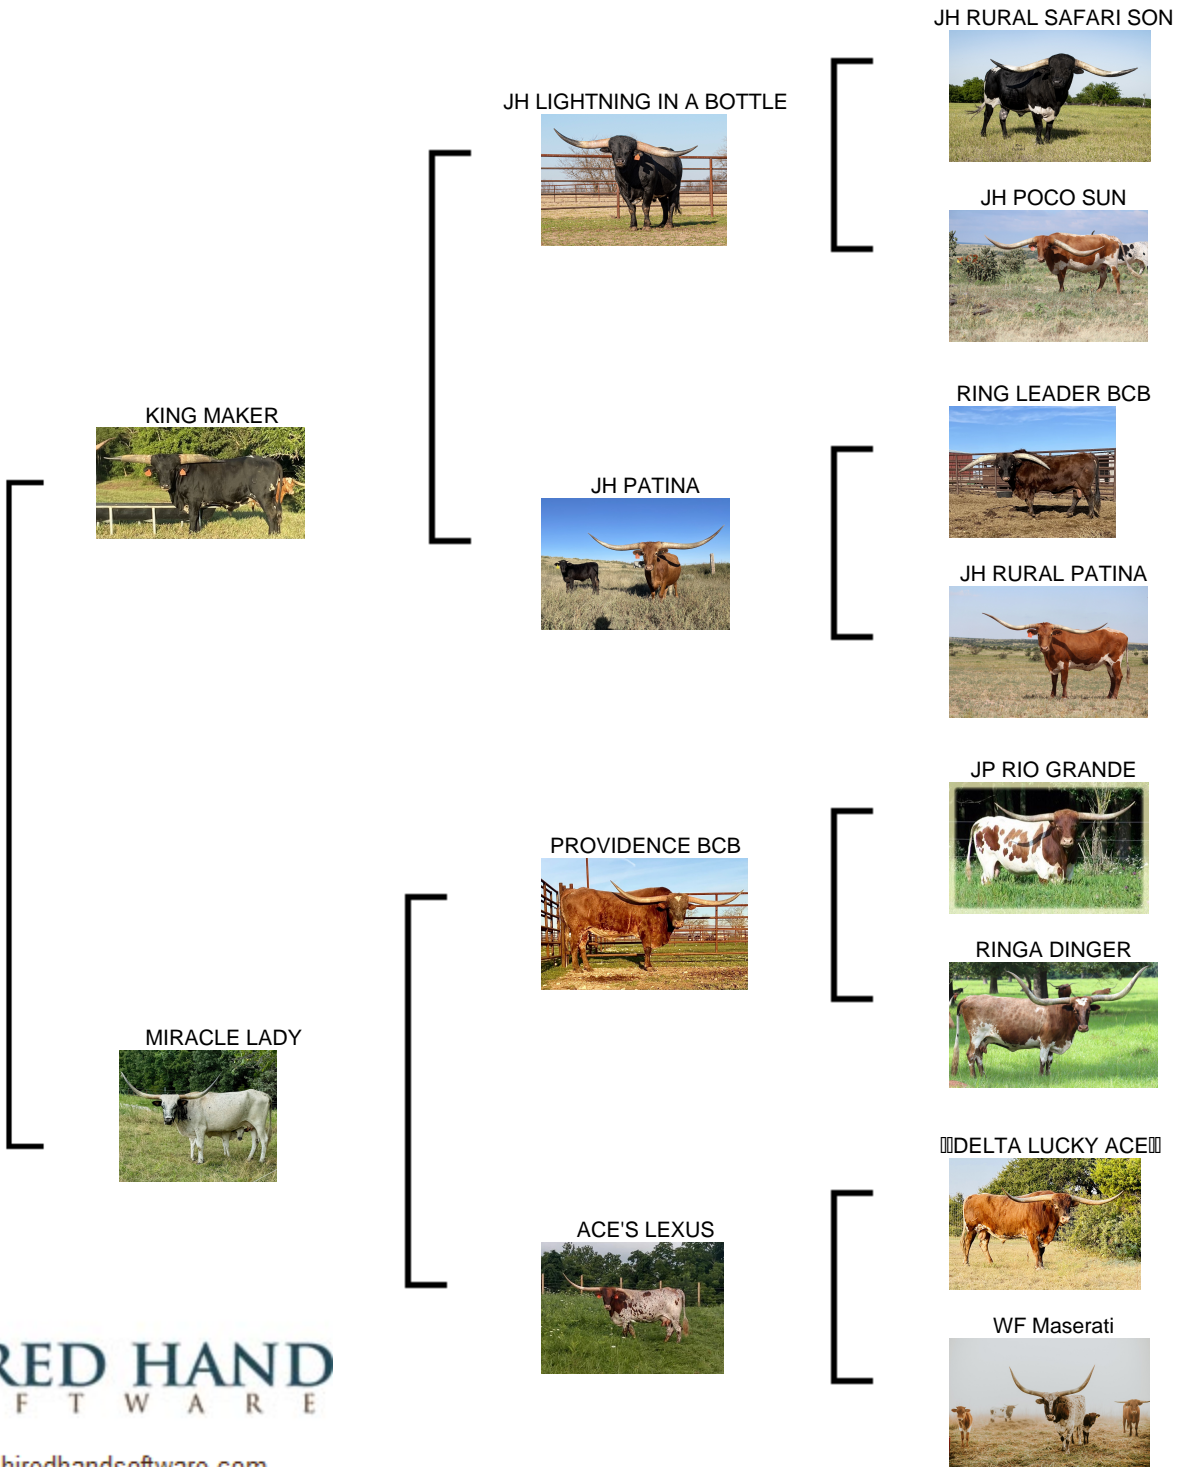 JH RURAL SAFARI SON
JH LIGHTNING IN A BOTTLE
JH POCO SUN
RING LEADER BCB
KING MAKER
JH PATINA
JH RURAL PATINA
JP RIO GRANDE
PROVIDENCE BCB
RINGA DINGER
MIRACLE LADY
DELTA LUCKY ACE
ACE'S LEXUS
WF Maserati
RED HAND
F T W A R E
hiredhandsoftware.com